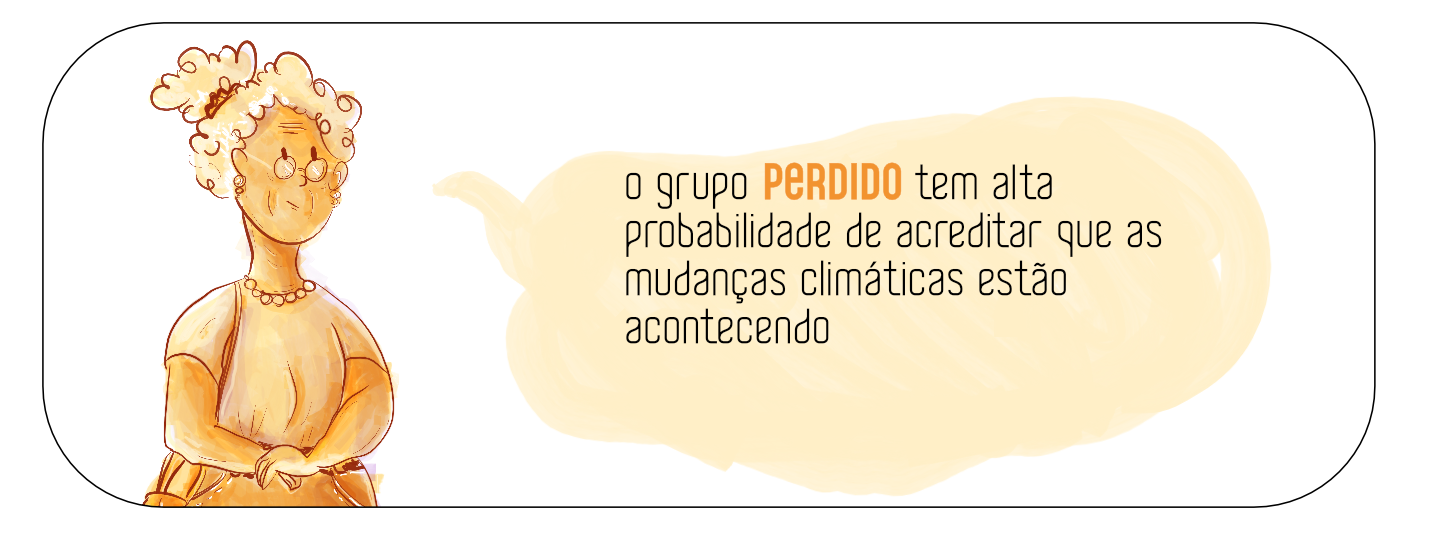 o grupo PERDIDO tem alta
probabilidade de acreditar que as
mudanças climáticas estão
acontecendo